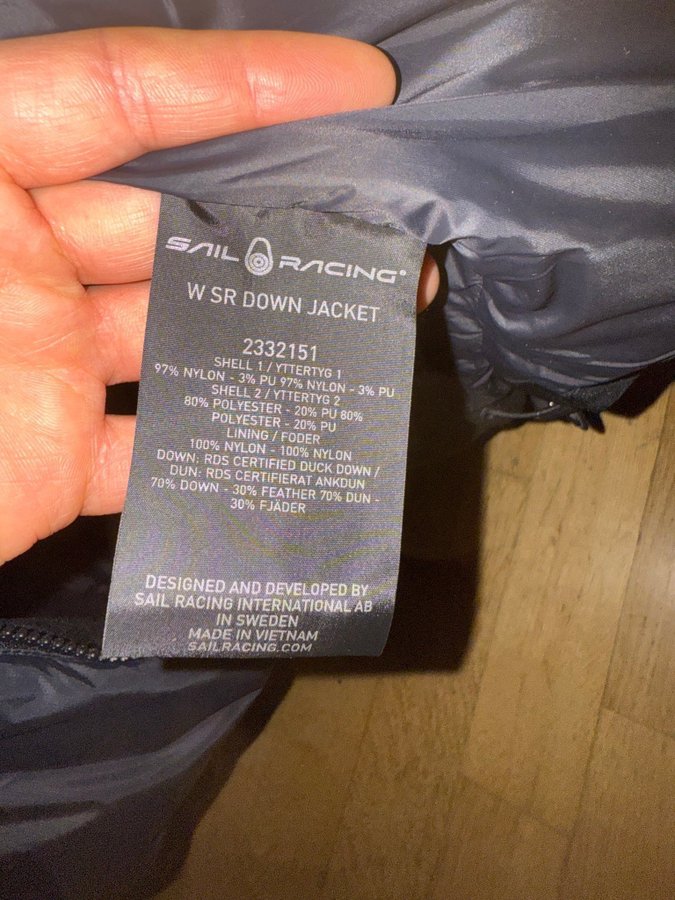 SAIL RACING®
W SR DOWN JACKET
2332151
SHELL 1 / YTTERTYG 1
97% NYLON - 3% PU 97% NYLON - 3% PU
SHELL 2 / YTTERTYG 2
80% POLYESTER - 20% PU 80%
POLYESTER - 20% PU
LINING / FODER
100% NYLON - 100% NYLON
DOWN: RDS CERTIFIED DUCK DOWN /
DUN: RDS CERTIFIERAT ANKDUN
70% DOWN - 30% FEATHER 70% DUN -
30% FJÄDER
DESIGNED AND DEVELOPED BY
SAIL RACING INTERNATIONAL AB
IN SWEDEN
MADE IN VIETNAM
SAILRACING.COM